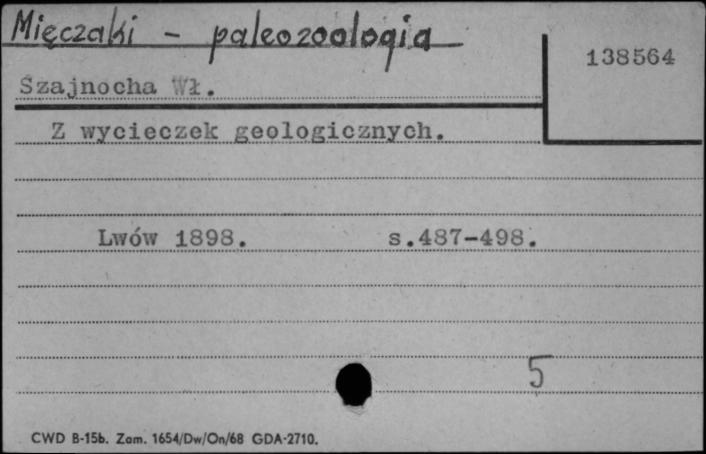 Mięczaki - paleozoologia
138564
Szajnocha Wł.
Z wycieczek geologicznych.
Lwów 1898. s.487-498.
5
CWD B-15b. Zam. 1654/Dw/On/68 GDA-2710.